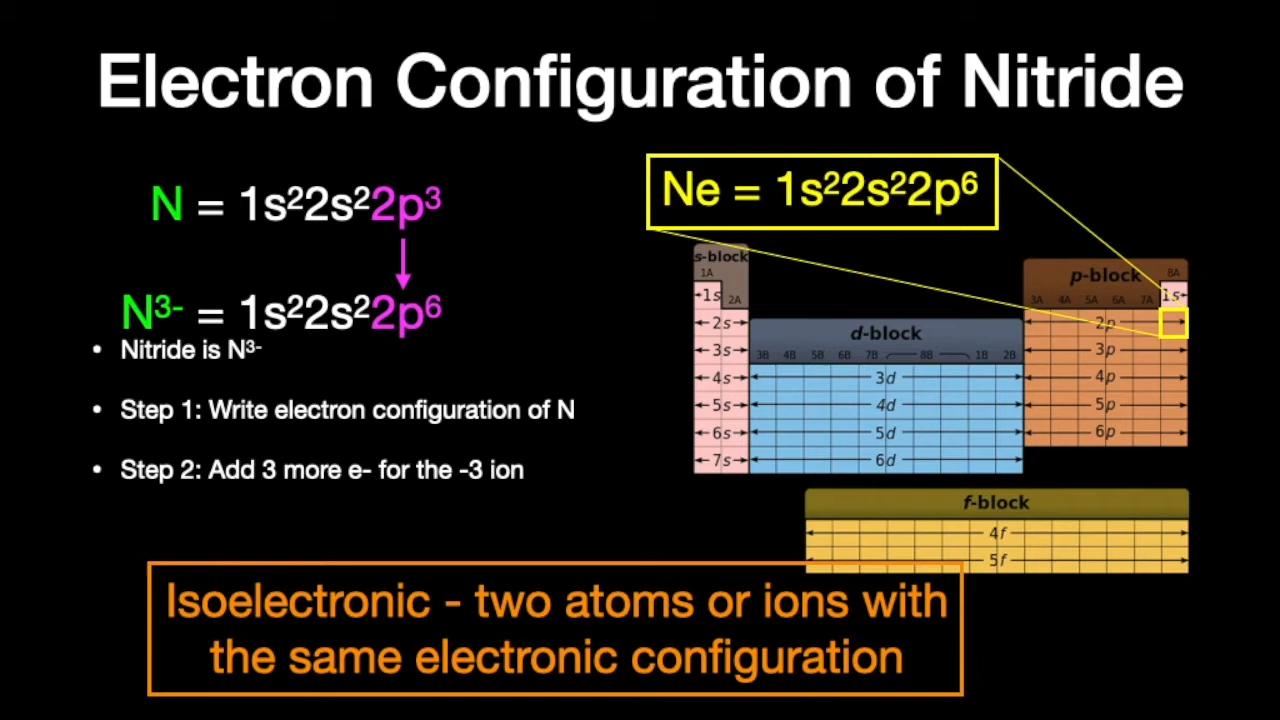 Electron Configuration of Nitride
N = 1s²2s²2p³
N³⁻ = 1s²2s²2p⁶
• Nitride is N³⁻
• Step 1: Write electron configuration of N
• Step 2: Add 3 more e- for the -3 ion
Ne = 1s²2s²2p⁶
s-block
1A
2A
1s
2s
3s
4s
5s
6s
7s
d-block
3B 4B 5B 6B 7B 8B 1B 2B
3d
4d
5d
6d
p-block
8A
3A 4A 5A 6A 7A
1s
2p
3p
4p
5p
6p
f-block
4f
5f
Isoelectronic - two atoms or ions with
the same electronic configuration